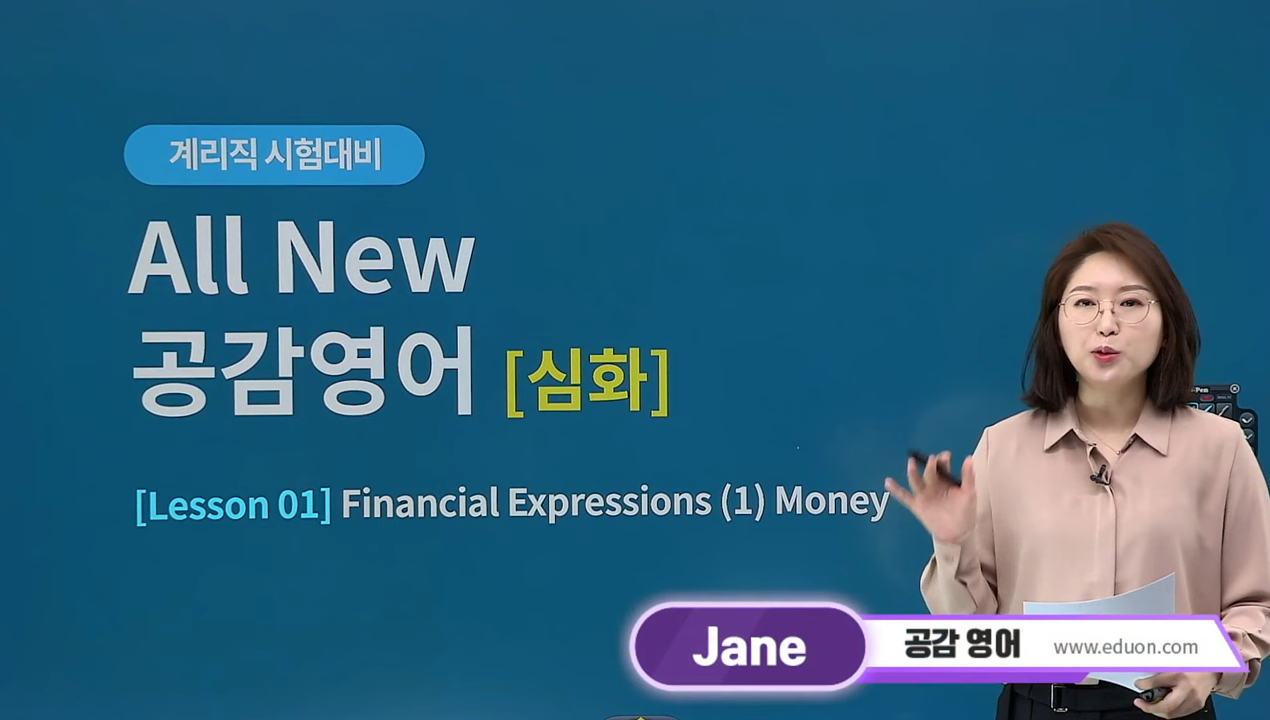 계리직 시험대비
All New
공감영어 [심화]
[Lesson 01] Financial Expressions (1) Money
Jane
공감 영어
www.eduon.com